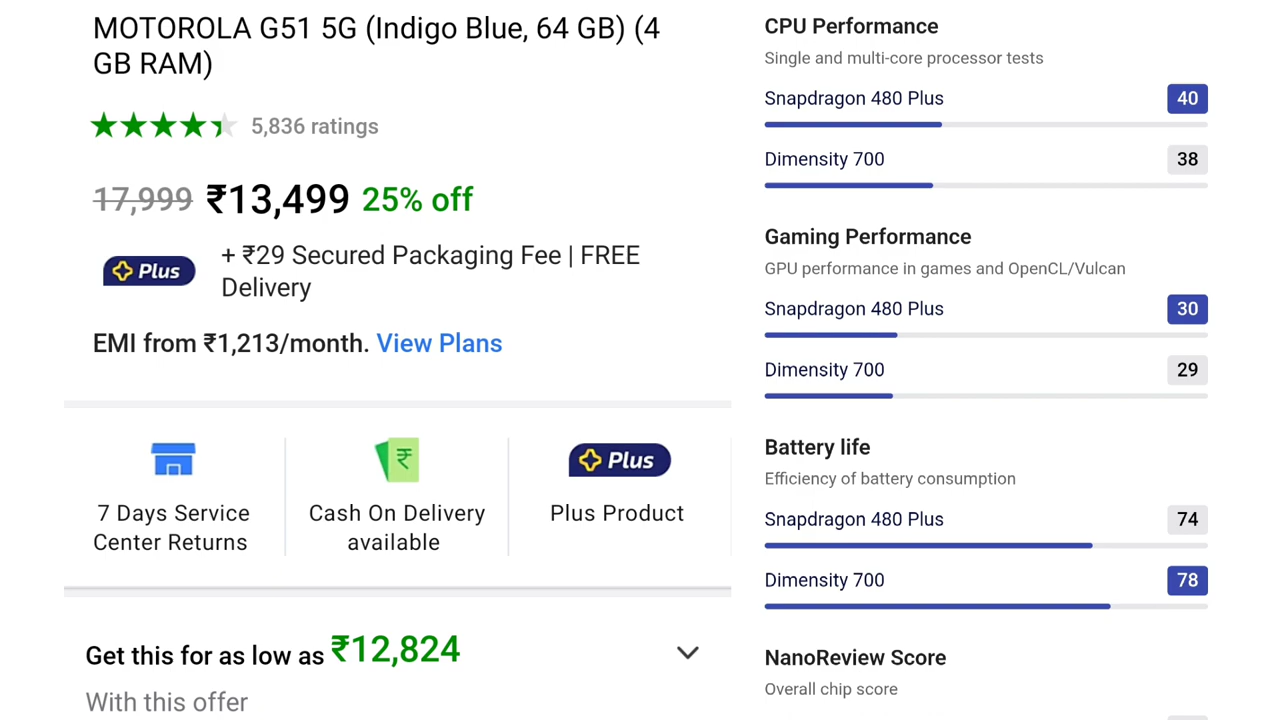 MOTOROLA G51 5G (Indigo Blue, 64 GB) (4
GB RAM)
5,836 ratings
17,999 ₹13,499 25% off
Plus + ₹29 Secured Packaging Fee | FREE
Delivery
EMI from ₹1,213/month. View Plans
7 Days Service
Center Returns
₹
Cash On Delivery
available
Plus
Plus Product
Get this for as low as ₹12,824
With this offer
CPU Performance
Single and multi-core processor tests
Snapdragon 480 Plus 40
Dimensity 700 38
Gaming Performance
GPU performance in games and OpenCL/Vulcan
Snapdragon 480 Plus 30
Dimensity 700 29
Battery life
Efficiency of battery consumption
Snapdragon 480 Plus 74
Dimensity 700 78
NanoReview Score
Overall chip score